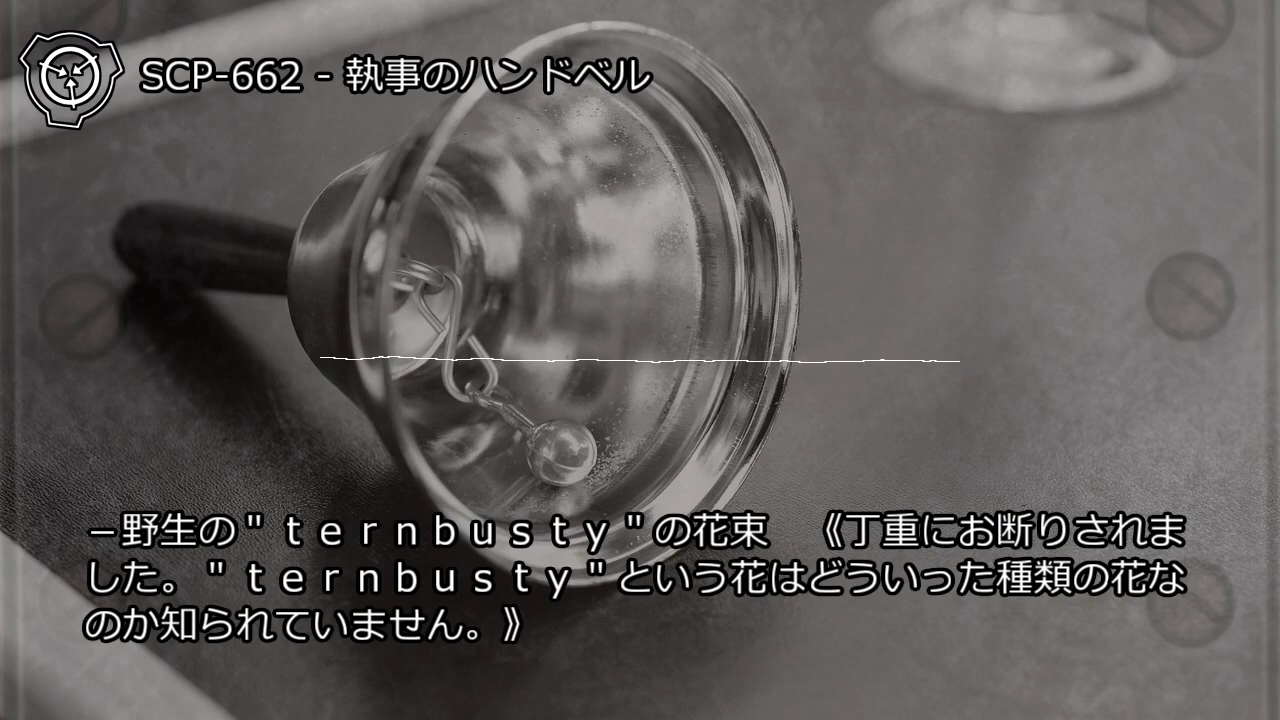 SCP-662 - 執事のハンドベル
－野生の＂ｔｅｒｎｂｕｓｔｙ＂の花束　《丁重にお断りされま
した。＂ｔｅｒｎｂｕｓｔｙ＂という花はどういった種類の花な
のか知られていません。》